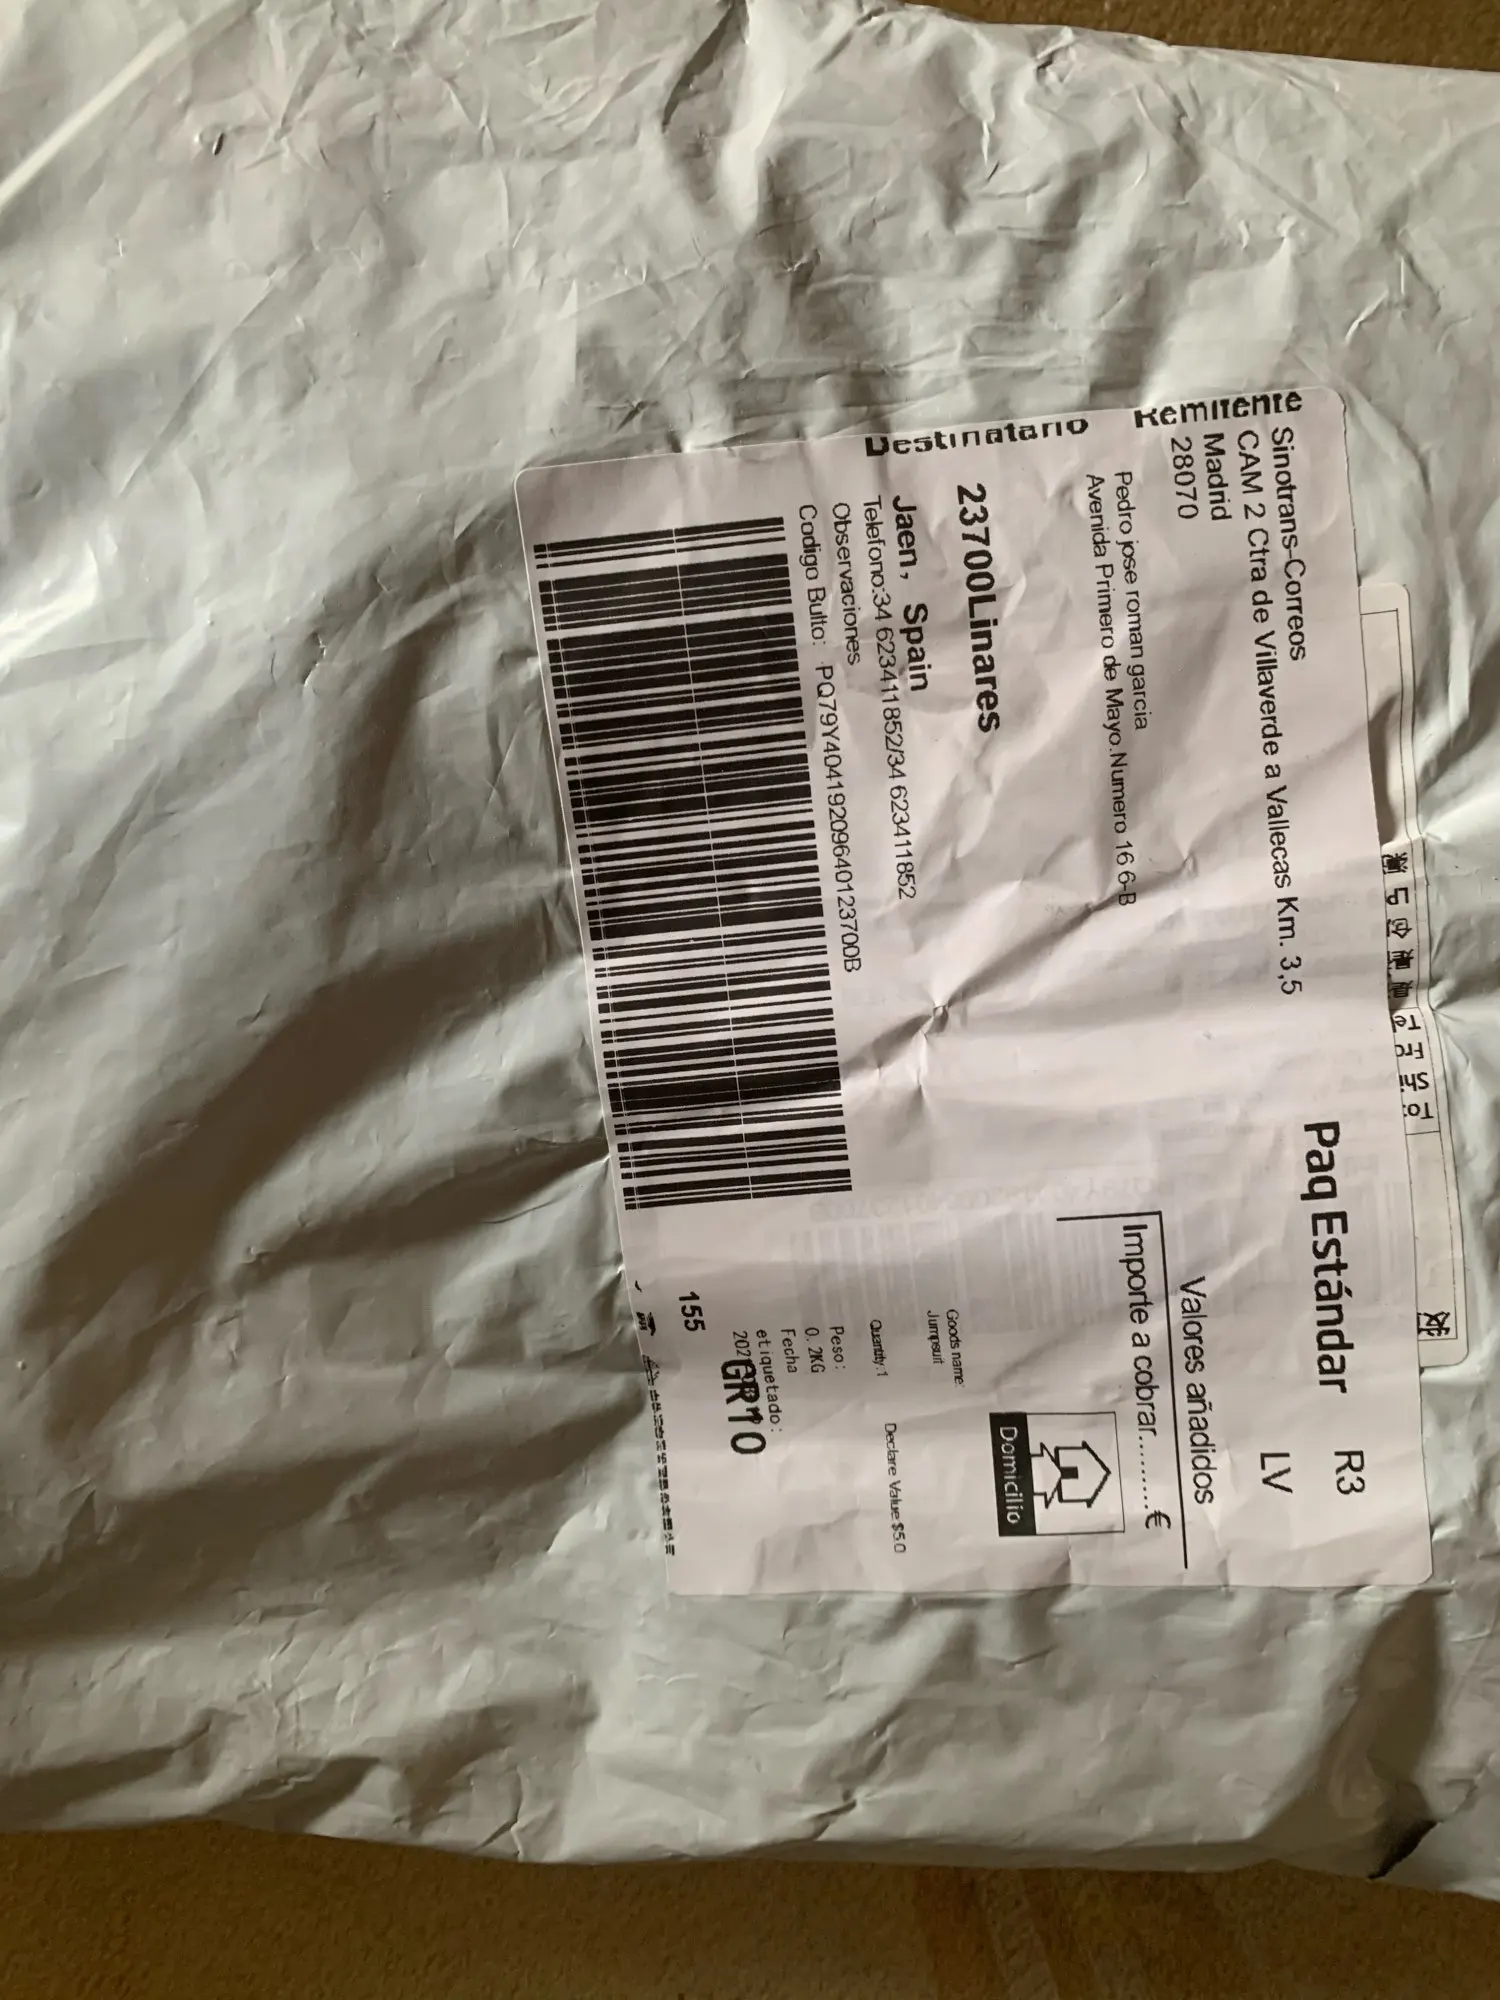 Paq Estándar
R3
LV
Remitente
Sinotrans-Correos
CAM 2 Ctra de Villaverde a Vallecas Km. 3,5
Madrid
28070
Valores añadidos
Importe a cobrar.........€
Destinatario
Pedro jose roman garcia
Avenida Primero de Mayo.Numero 16 6-B
23700Linares
Jaen, Spain
Telefono:34 623411852/34 623411852
Observaciones
Codigo Bulto: PQ79Y40419209640123700B
Domicilio
Goods name:
Jumpsuit
Quantity:1
Declare Value:$5.0
Peso:
0.2KG
Fecha
etiquetado:
202
GR10
155